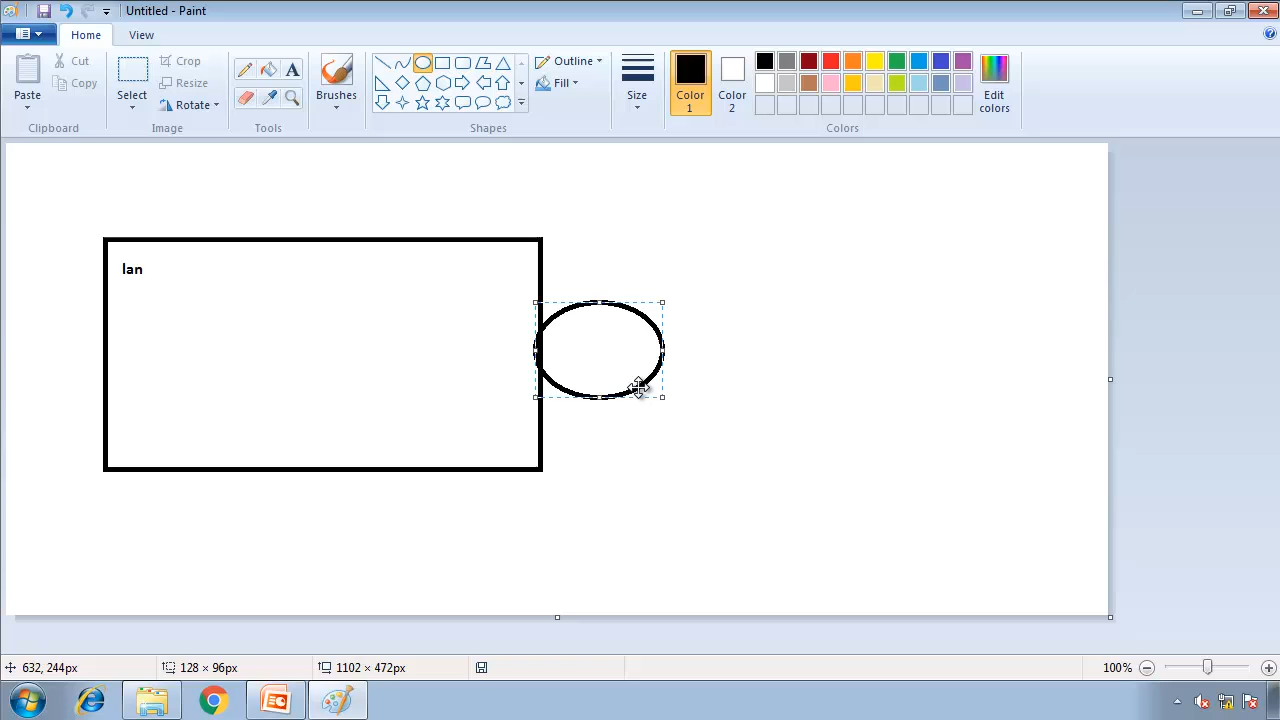 Untitled - Paint
Home View
Cut
Copy
Paste
Clipboard
Select
Crop
Resize
Rotate
Image
A
Tools
Brushes
Outline
Fill
Shapes
Size
Color 1
Color 2
Edit colors
Colors
lan
632, 244px
128 × 96px
1102 × 472px
100%